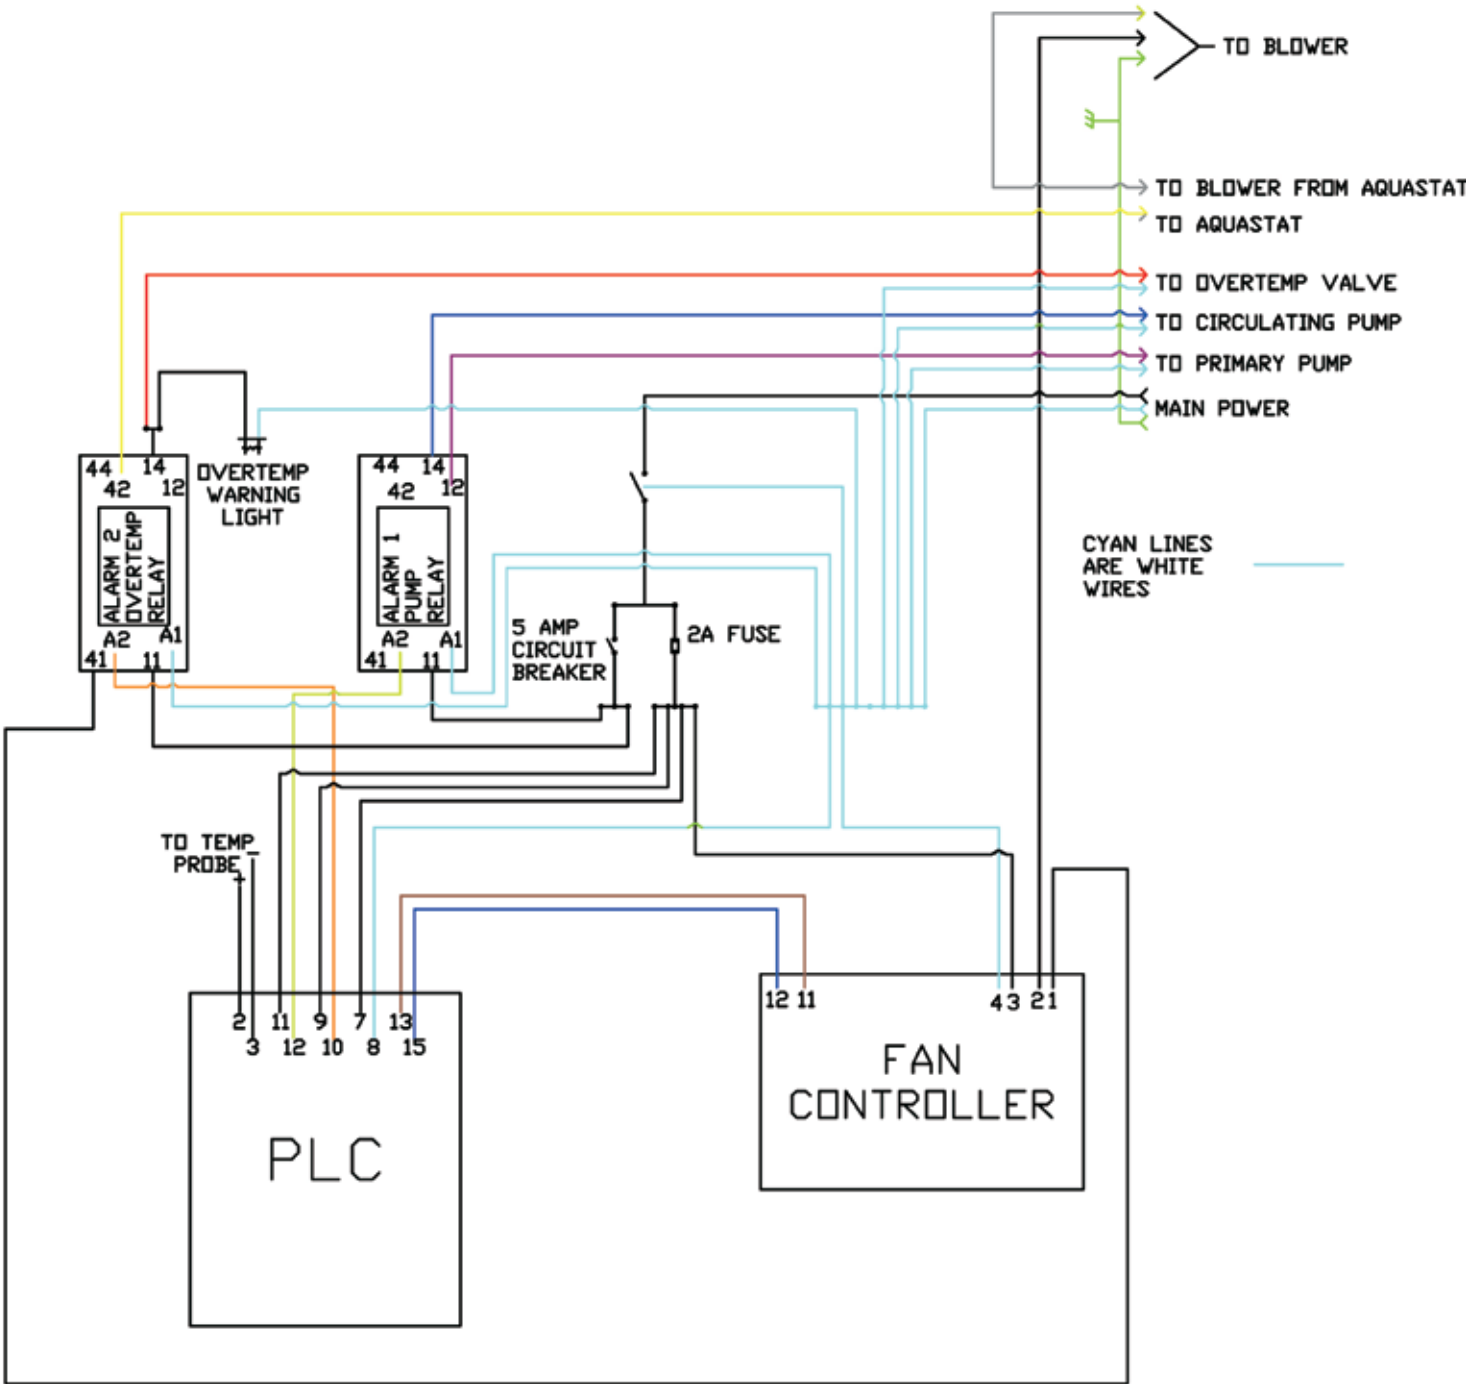 TO BLOWER
TO BLOWER FROM AQUASTAT
TO AQUASTAT
TO OVERTEMP VALVE
TO CIRCULATING PUMP
TO PRIMARY PUMP
MAIN POWER
44 14
42 12
OVERTEMP
WARNING
LIGHT
ALARM 2
OVERTEMP
RELAY
A2 A1
41 11
44 14
42 12
ALARM 1
PUMP
RELAY
A2 A1
41 11
5 AMP
CIRCUIT
BREAKER
2A FUSE
CYAN LINES
ARE WHITE
WIRES
TO TEMP -
PROBE +
2 11 9 7 13
3 12 10 8 15
PLC
12 11 4 3 2 1
FAN
CONTROLLER